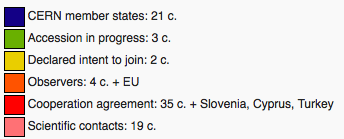 CERN member states: 21 c.
Accession in progress: 3 c.
Declared intent to join: 2 c.
Observers: 4 c. + EU
Cooperation agreement: 35 c. + Slovenia, Cyprus, Turkey
Scientific contacts: 19 c.